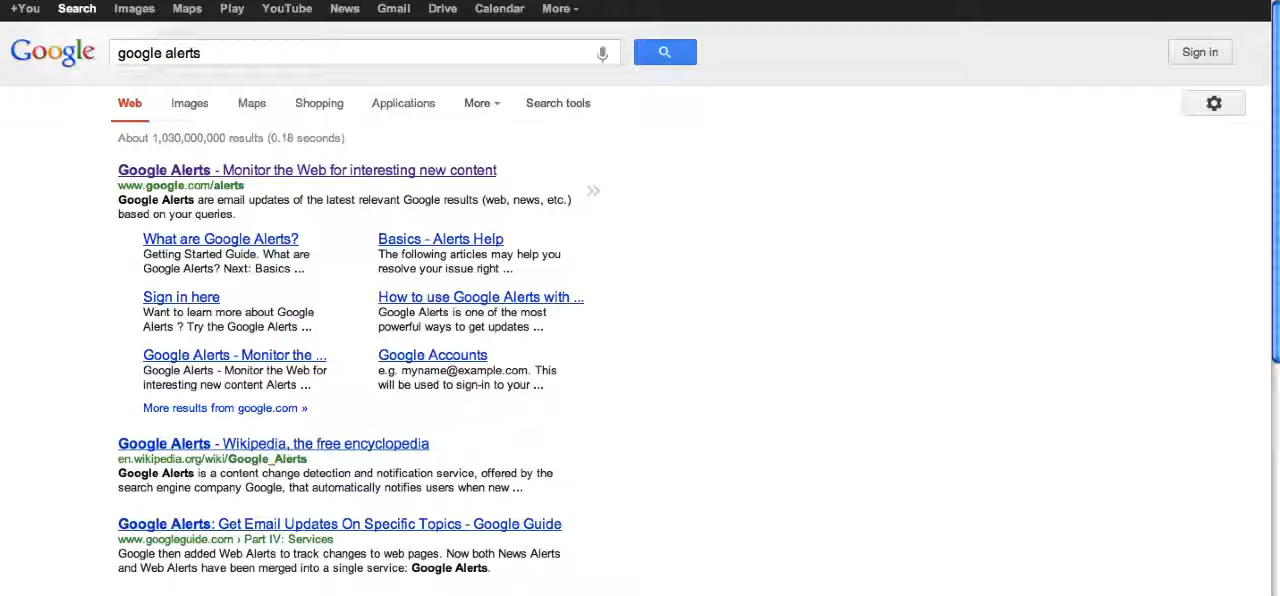 +You Search Images Maps Play YouTube News Gmail Drive Calendar More
Google google alerts Sign in
Web Images Maps Shopping Applications More Search tools
About 1,030,000,000 results (0.18 seconds)
Google Alerts - Monitor the Web for interesting new content
www.google.com/alerts
Google Alerts are email updates of the latest relevant Google results (web, news, etc.)
based on your queries.
What are Google Alerts?
Getting Started Guide. What are
Google Alerts? Next: Basics ...
Basics - Alerts Help
The following articles may help you
resolve your issue right ...
Sign in here
Want to learn more about Google
Alerts ? Try the Google Alerts ...
How to use Google Alerts with ...
Google Alerts is one of the most
powerful ways to get updates ...
Google Alerts - Monitor the ...
Google Alerts - Monitor the Web for
interesting new content Alerts ...
Google Accounts
e.g. myname@example.com. This
will be used to sign-in to your ...
More results from google.com »
Google Alerts - Wikipedia, the free encyclopedia
en.wikipedia.org/wiki/Google_Alerts
Google Alerts is a content change detection and notification service, offered by the
search engine company Google, that automatically notifies users when new ...
Google Alerts: Get Email Updates On Specific Topics - Google Guide
www.googleguide.com › Part IV: Services
Google then added Web Alerts to track changes to web pages. Now both News Alerts
and Web Alerts have been merged into a single service: Google Alerts.